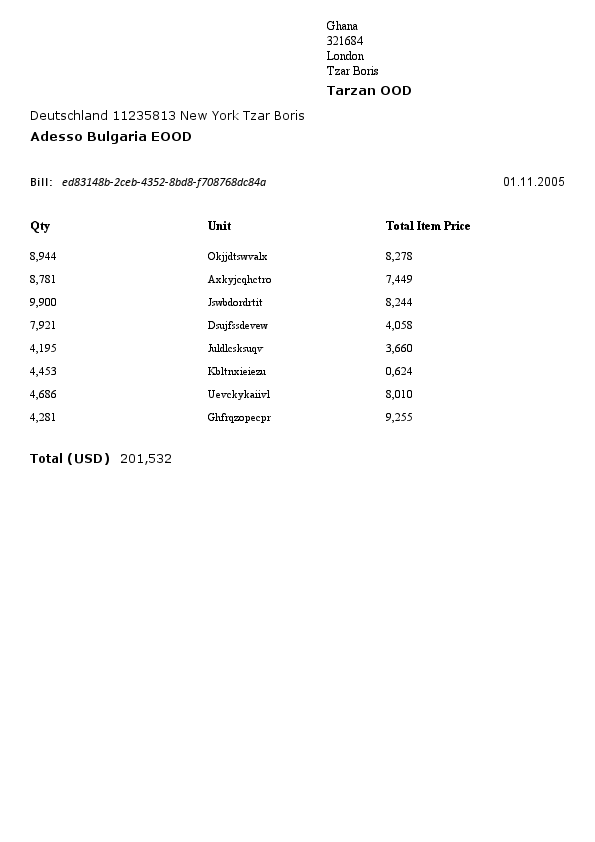 Ghana
321684
London
Tzar Boris
Tarzan OOD
Deutschland 11235813 New York Tzar Boris
Adesso Bulgaria EOOD
Bill: ed83148b-2ceb-4352-8bd8-f708768dc84a 01.11.2005
Qty Unit Total Item Price
8,944 Okjjdtswvalx 8,278
8,781 Axkyjcqhctro 7,449
9,900 Jswbdordrtit 8,244
7,921 Dsujfssdevew 4,058
4,195 Juldlcsksuqv 3,660
4,453 Kbltnxieiezu 0,624
4,686 Uevckykaiivl 8,010
4,281 Ghfrqzopecpr 9,255
Total (USD) 201,532